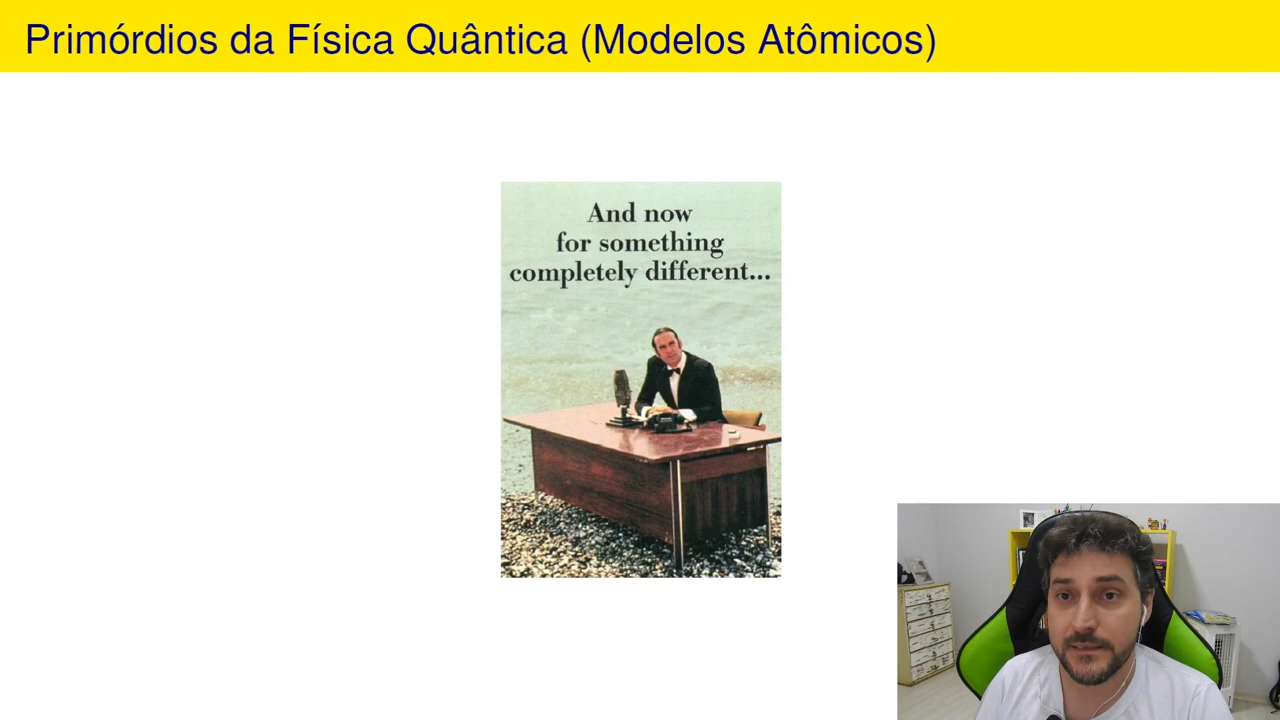 Primórdios da Física Quântica (Modelos Atômicos)
And now
for something
completely different...